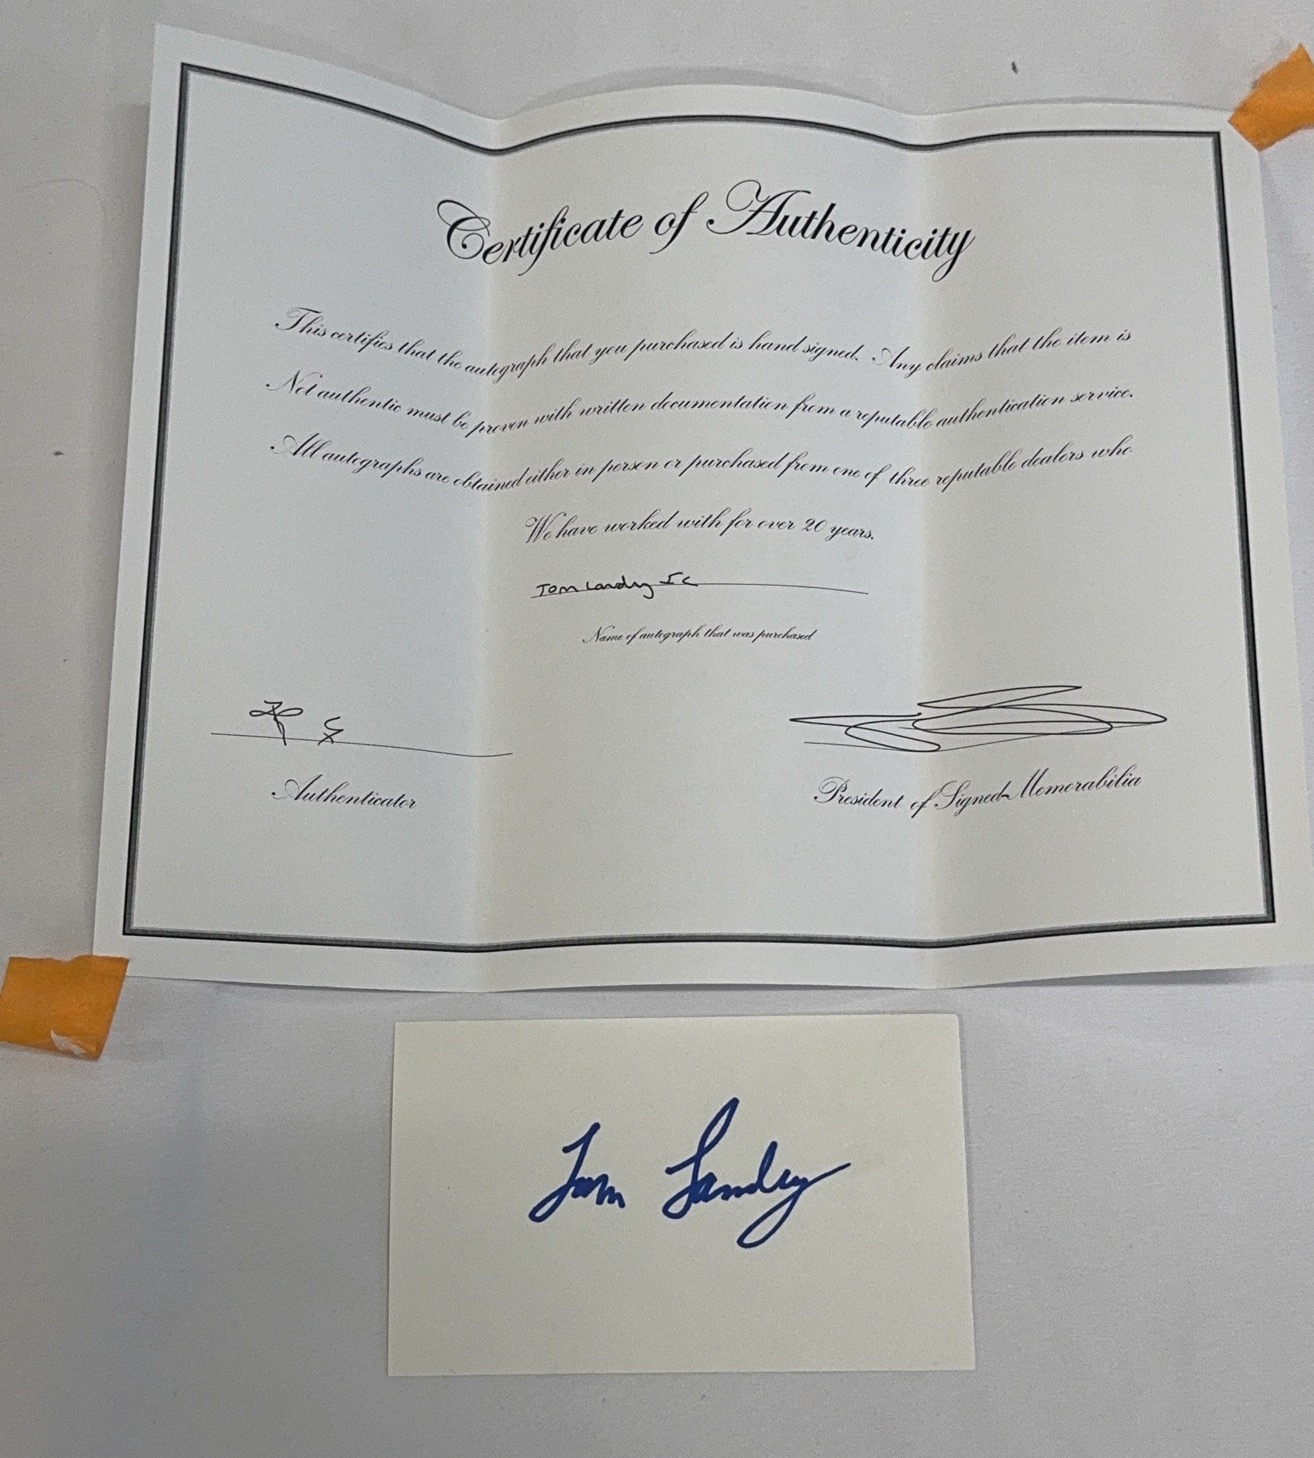 Certificate of Authenticity
This certifies that the autograph that you purchased is hand signed. Any claims that the item is
Not authentic must be proven with written documentation from a reputable authentication service.
All autographs are obtained either in person or purchased from one of three reputable dealers who
We have worked with for over 20 years.
Tom Landry Ic
Name of autograph that was purchased
Authenticator
President of Signed Memorabilia
Tom Landry